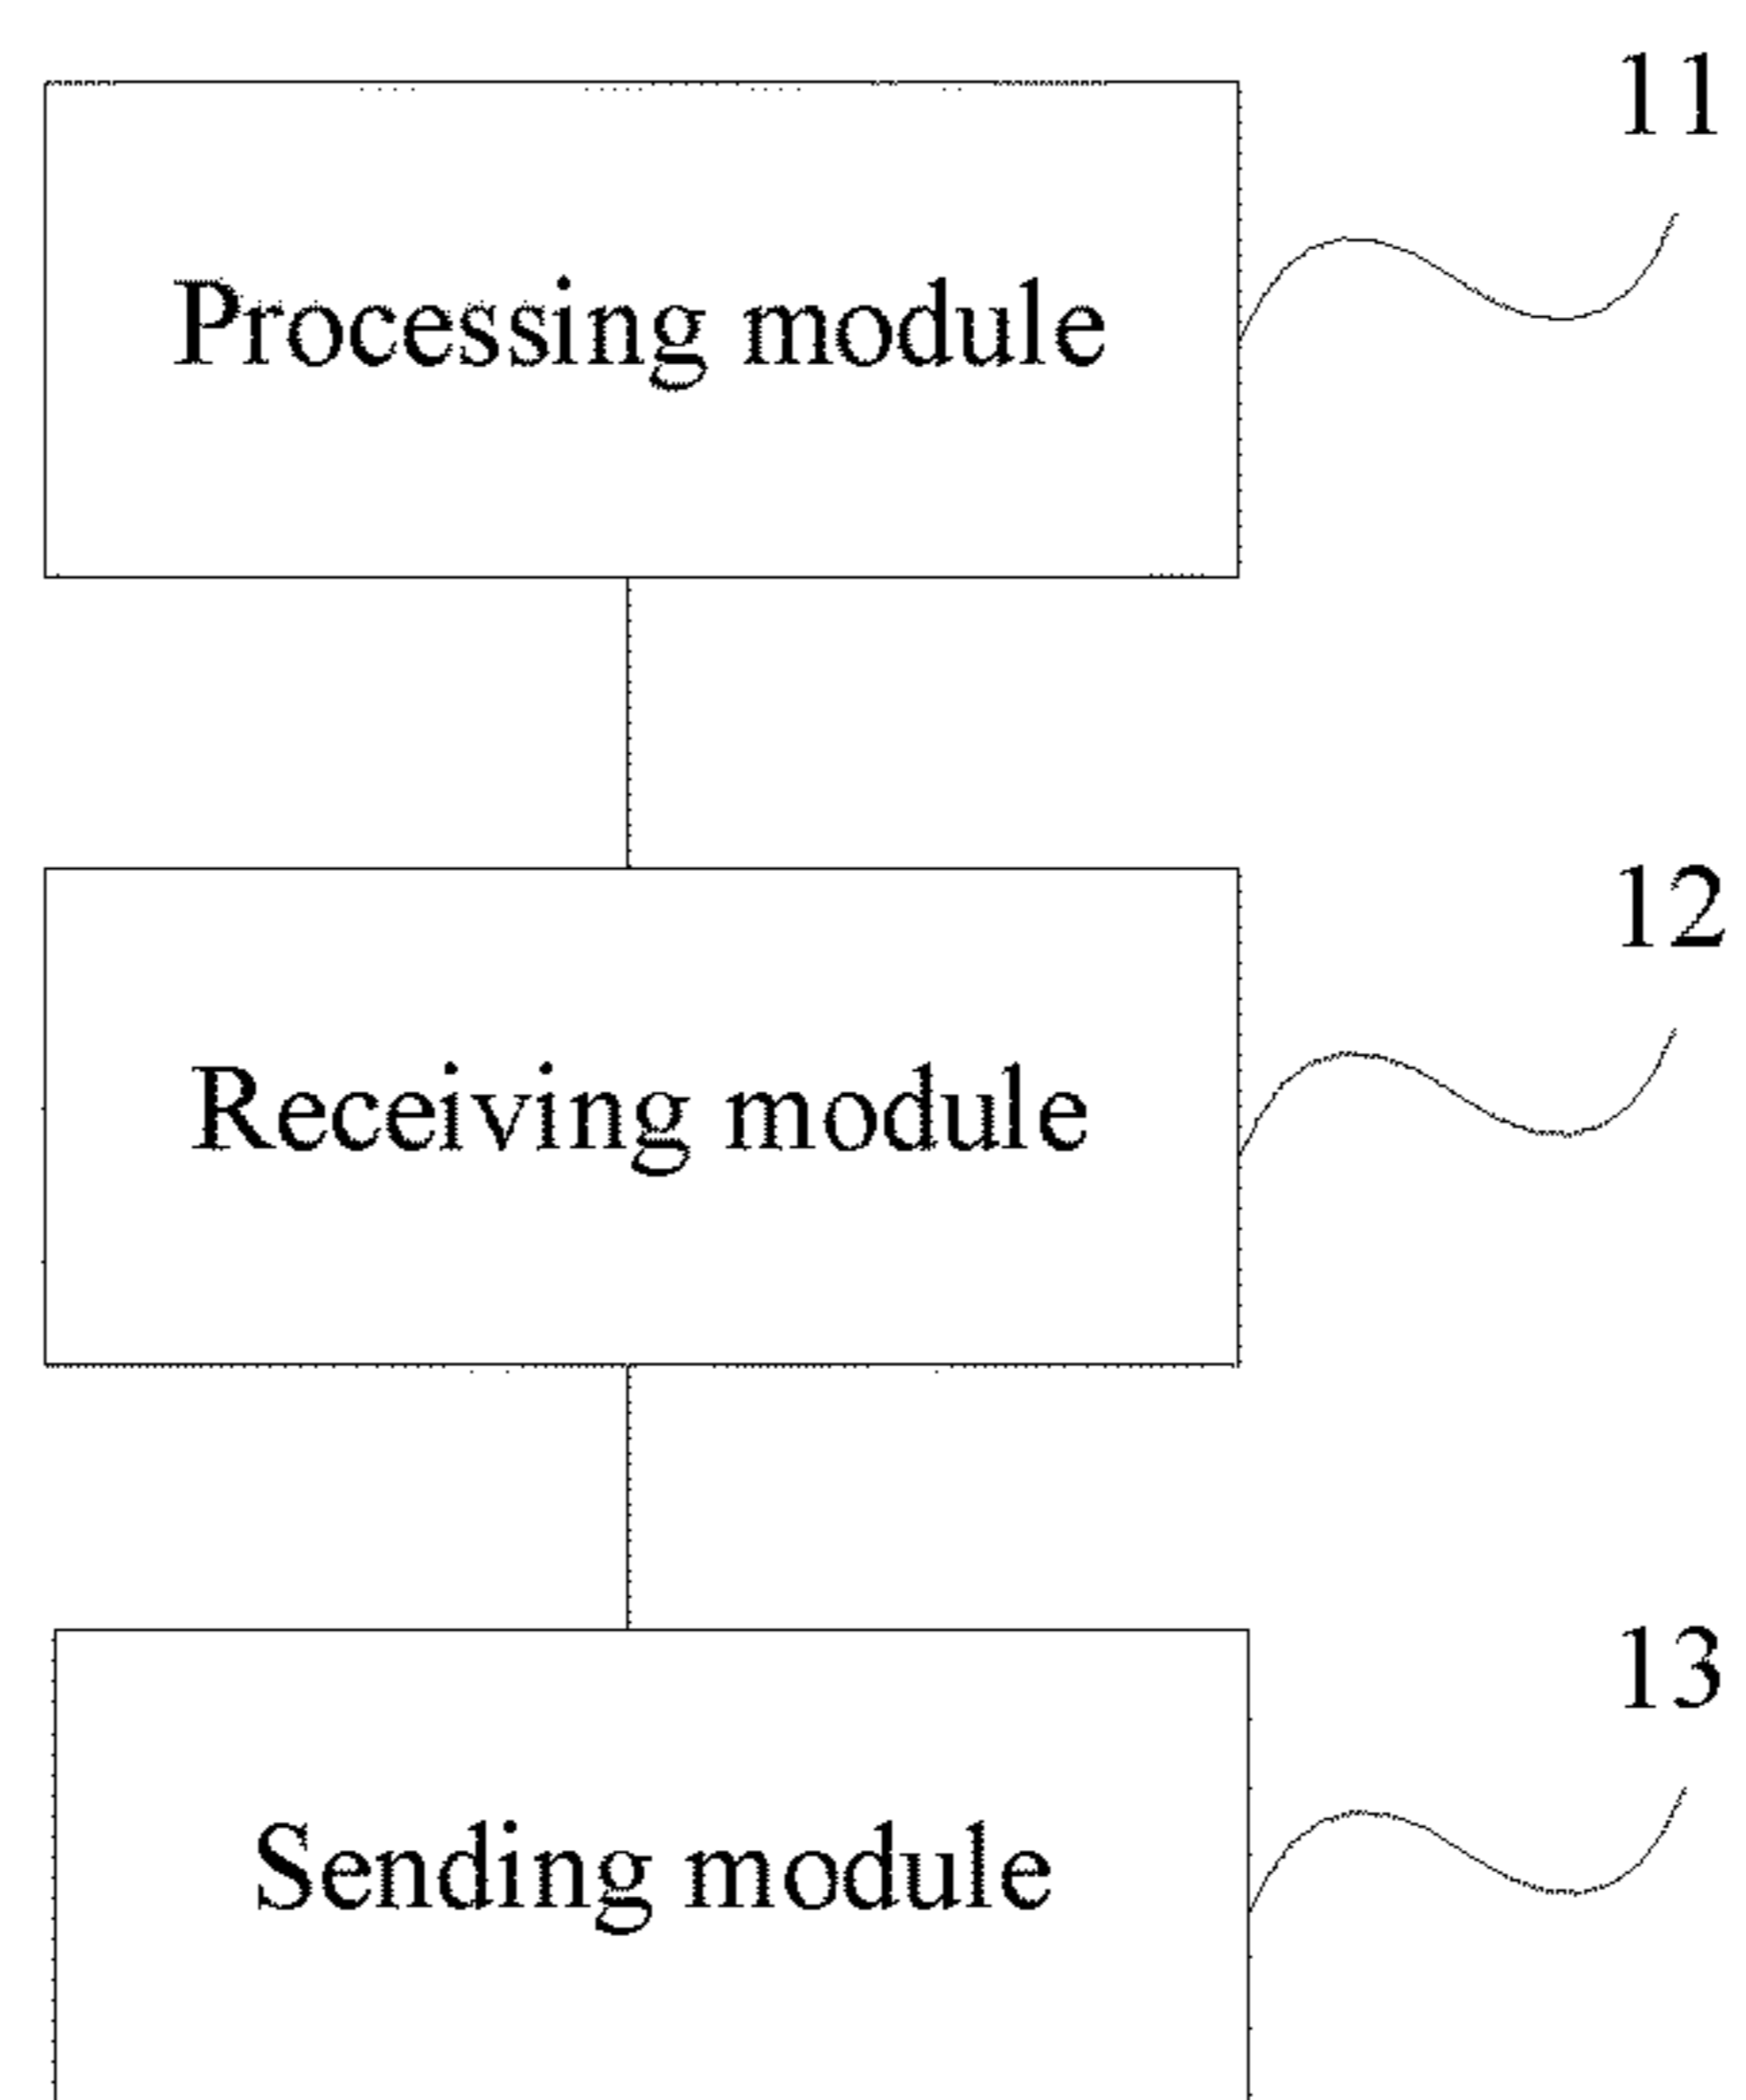 11
Processing module
12
Receiving module
13
Sending module